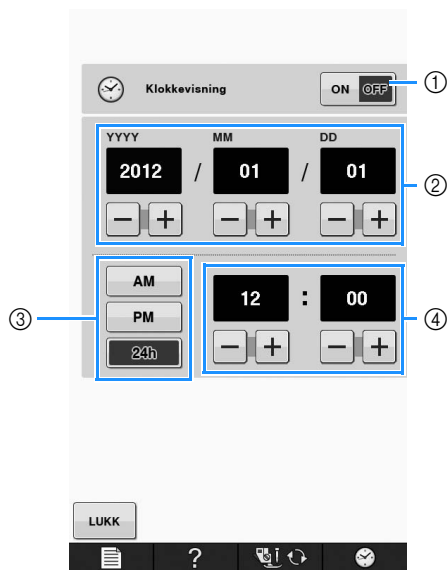 Klokkevisning ON OFF ①
YYYY MM DD
2012 / 01 / 01
− + − + − + ②
AM
12 : 00
③ PM ④
24h − + − +
LUKK
?